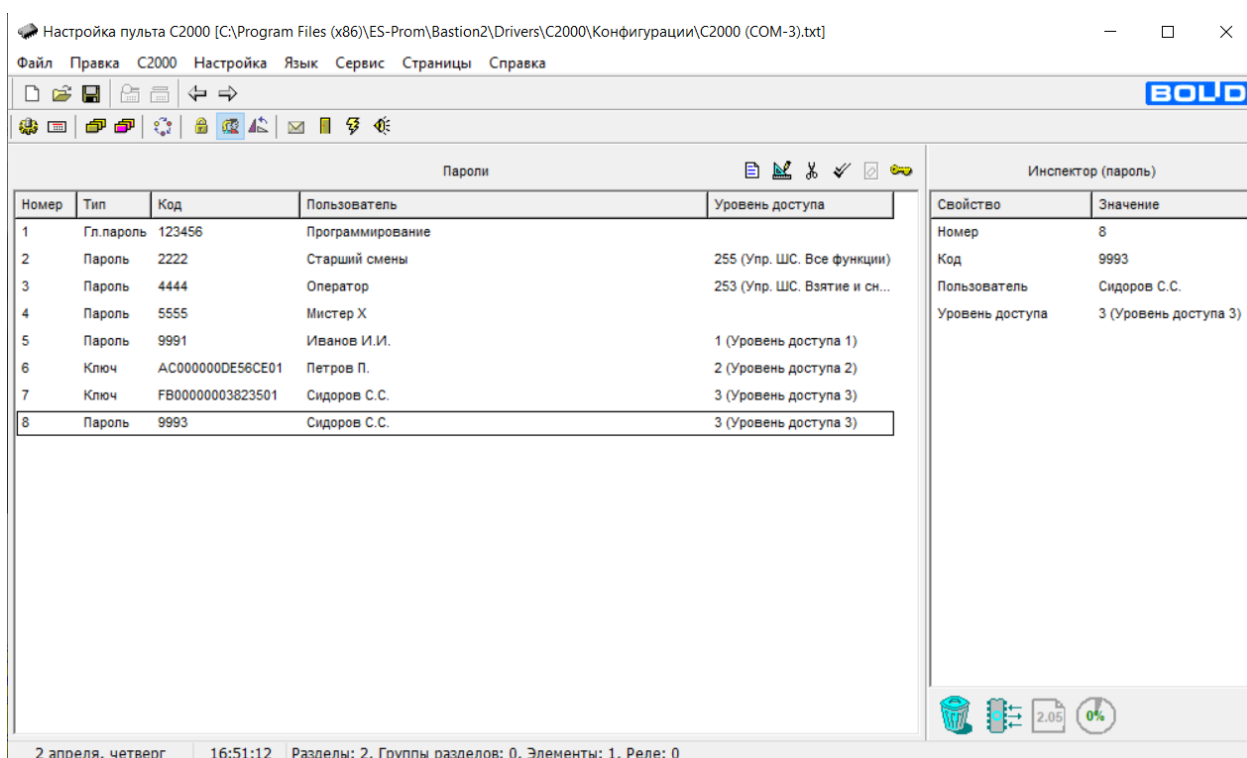 Настройка пульта С2000 [C:\Program Files (x86)\ES-Prom\Bastion2\Drivers\C2000\Конфигурации\C2000 (COM-3).txt]
Файл Правка С2000 Настройка Язык Сервис Страницы Справка
BOLID
Пароли
Номер Тип Код Пользователь Уровень доступа
1 Гл.пароль 123456 Программирование
2 Пароль 2222 Старший смены 255 (Упр. ШС. Все функции)
3 Пароль 4444 Оператор 253 (Упр. ШС. Взятие и сн...
4 Пароль 5555 Мистер X
5 Пароль 9991 Иванов И.И. 1 (Уровень доступа 1)
6 Ключ AC000000DE56CE01 Петров П. 2 (Уровень доступа 2)
7 Ключ FB00000003823501 Сидоров С.С. 3 (Уровень доступа 3)
8 Пароль 9993 Сидоров С.С. 3 (Уровень доступа 3)
Инспектор (пароль)
Свойство Значение
Номер 8
Код 9993
Пользователь Сидоров С.С.
Уровень доступа 3 (Уровень доступа 3)
2.05 0%
2 апреля, четверг 16:51:12 Разделы: 2, Группы разделов: 0, Элементы: 1, Реле: 0